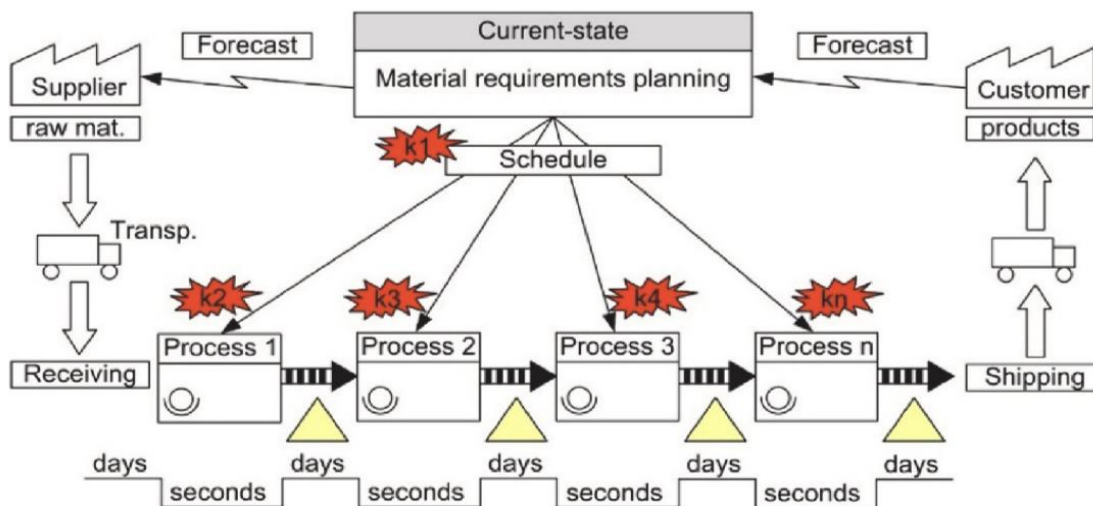 Current-state
Forecast
Forecast
Supplier
Material requirements planning
Customer
raw mat.
products
k1
Schedule
Transp.
k2
k3
k4
kn
Process 1
Process 2
Process 3
Process n
Receiving
Shipping
days
days
days
days
days
seconds
seconds
seconds
seconds